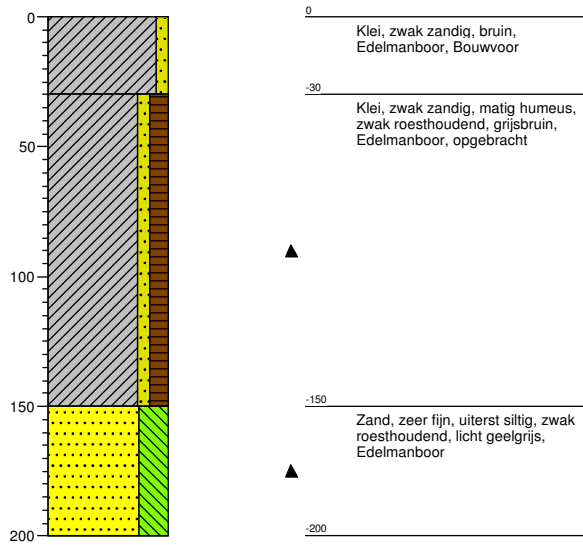 0
50
100
150
200
0
Klei, zwak zandig, bruin,
Edelmanboor, Bouwvoor
-30
Klei, zwak zandig, matig humeus,
zwak roesthoudend, grijsbruin,
Edelmanboor, opgebracht
-150
Zand, zeer fijn, uiterst siltig, zwak
roesthoudend, licht geelgrijs,
Edelmanboor
-200